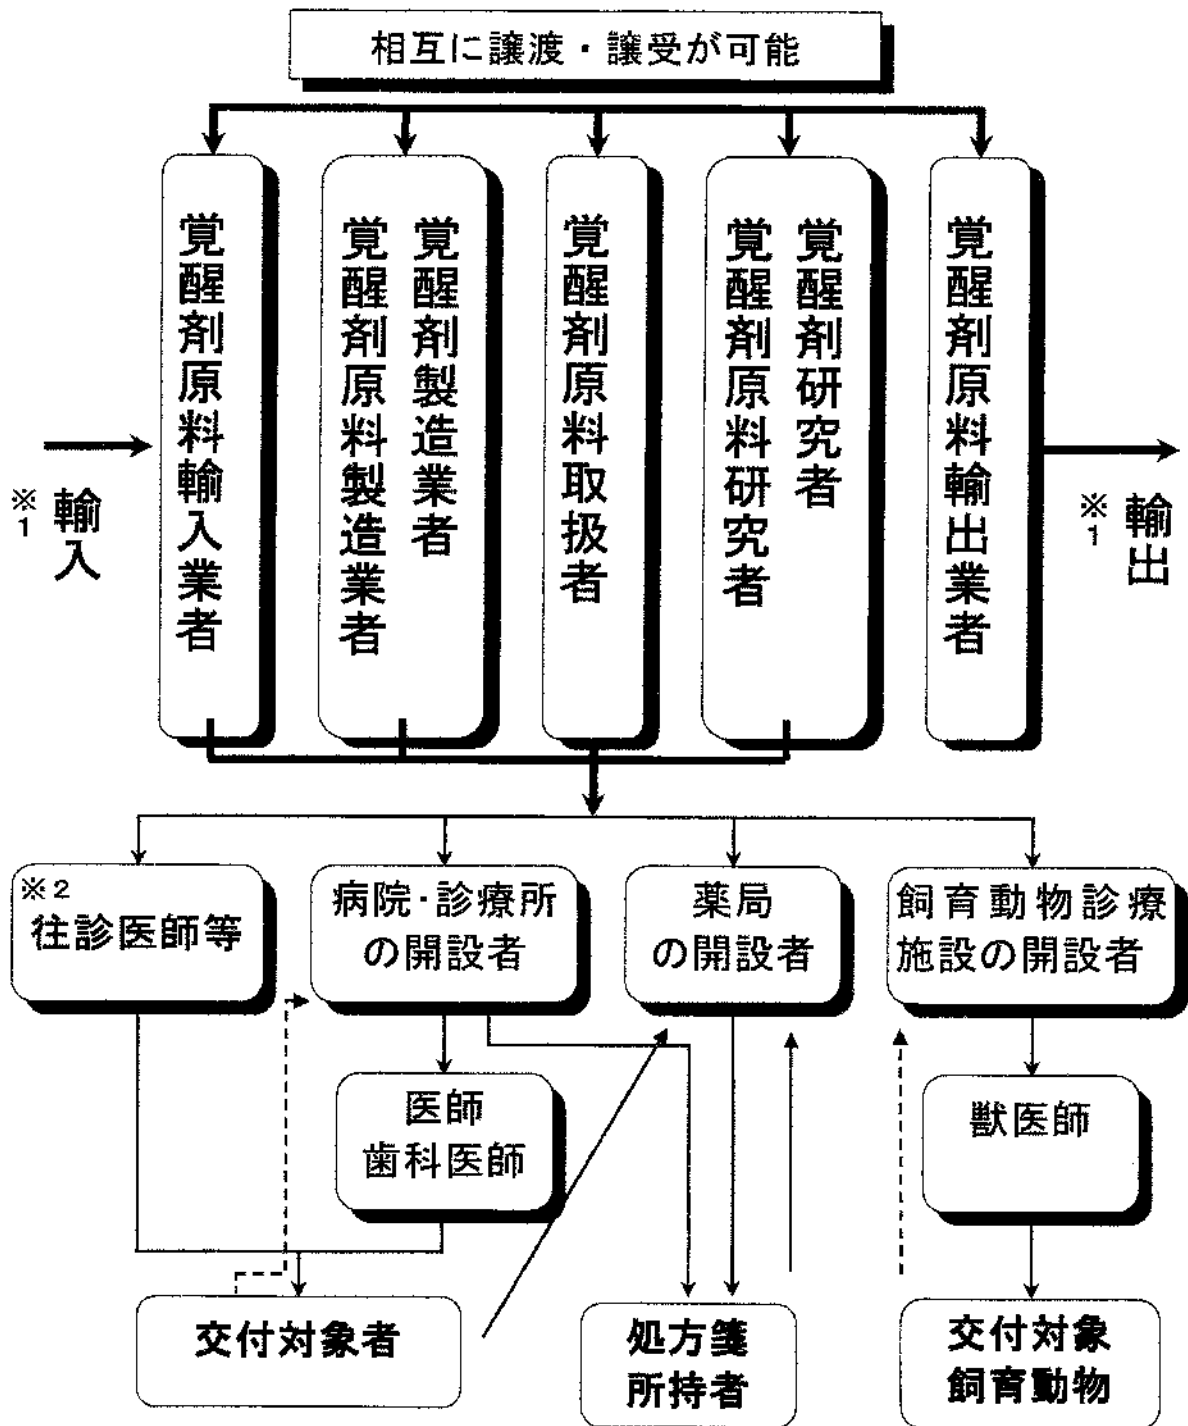 相互に譲渡・譲受が可能
覚醒剤原料輸入業者
覚醒剤製造業者
覚醒剤原料製造業者
覚醒剤原料取扱者
覚醒剤研究者
覚醒剤原料研究者
覚醒剤原料輸出業者
※1 輸入
※1 輸出
※2
往診医師等
病院・診療所
の開設者
薬局
の開設者
飼育動物診療
施設の開設者
医師
歯科医師
獣医師
交付対象者
処方箋
所持者
交付対象
飼育動物